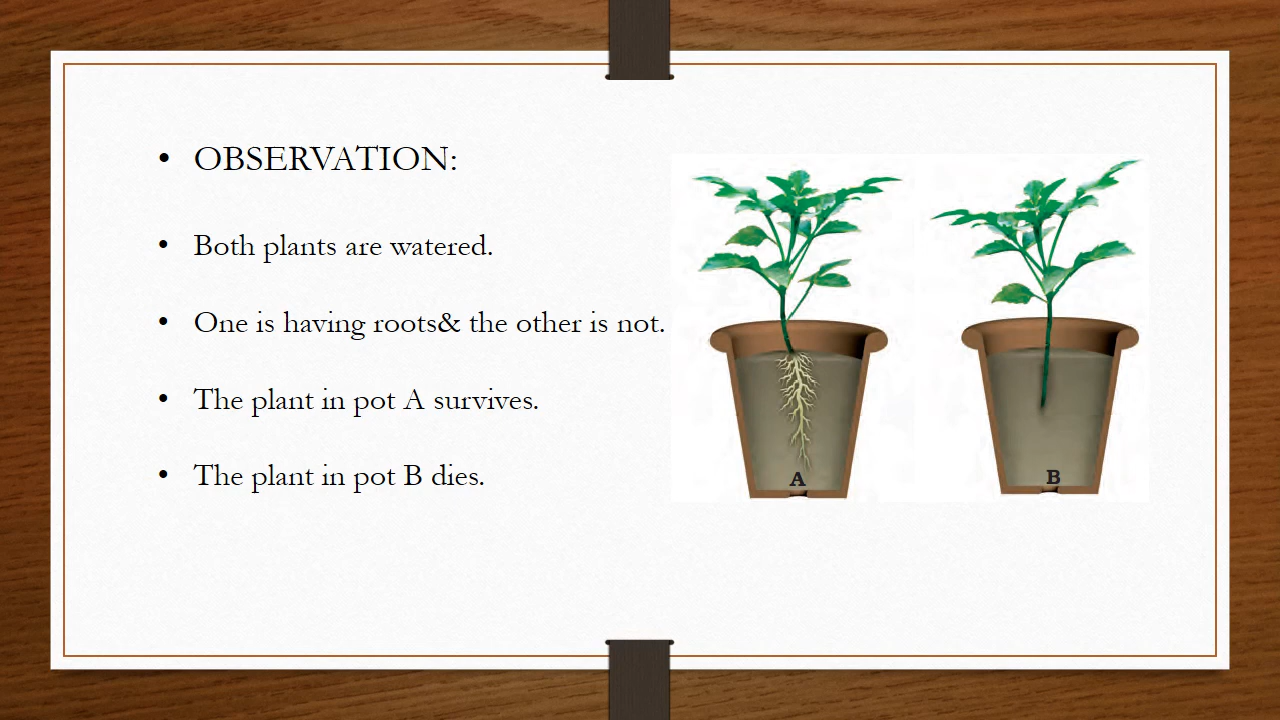 • OBSERVATION:
• Both plants are watered.
• One is having roots& the other is not.
• The plant in pot A survives.
• The plant in pot B dies.
A
B